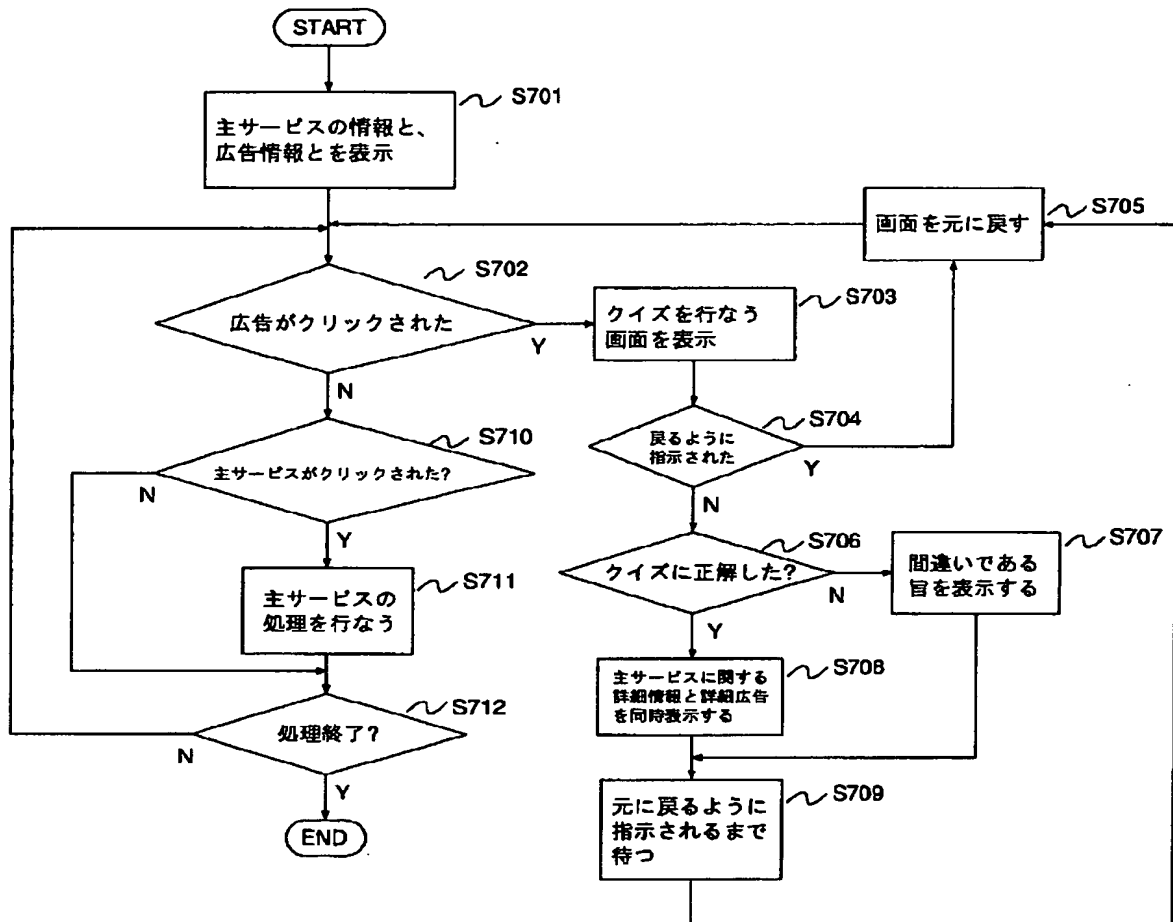 START
S701
主サービスの情報と、
広告情報とを表示
画面を元に戻す
S705
S702
広告がクリックされた
Y
N
S703
クイズを行なう
画面を表示
S704
戻るように
指示された
Y
N
S710
主サービスがクリックされた?
N
Y
S706
クイズに正解した?
N
Y
S707
間違いである
旨を表示する
S711
主サービスの
処理を行なう
S708
主サービスに関する
詳細情報と詳細広告
を同時表示する
S712
処理終了?
N
Y
S709
元に戻るように
指示されるまで
待つ
END